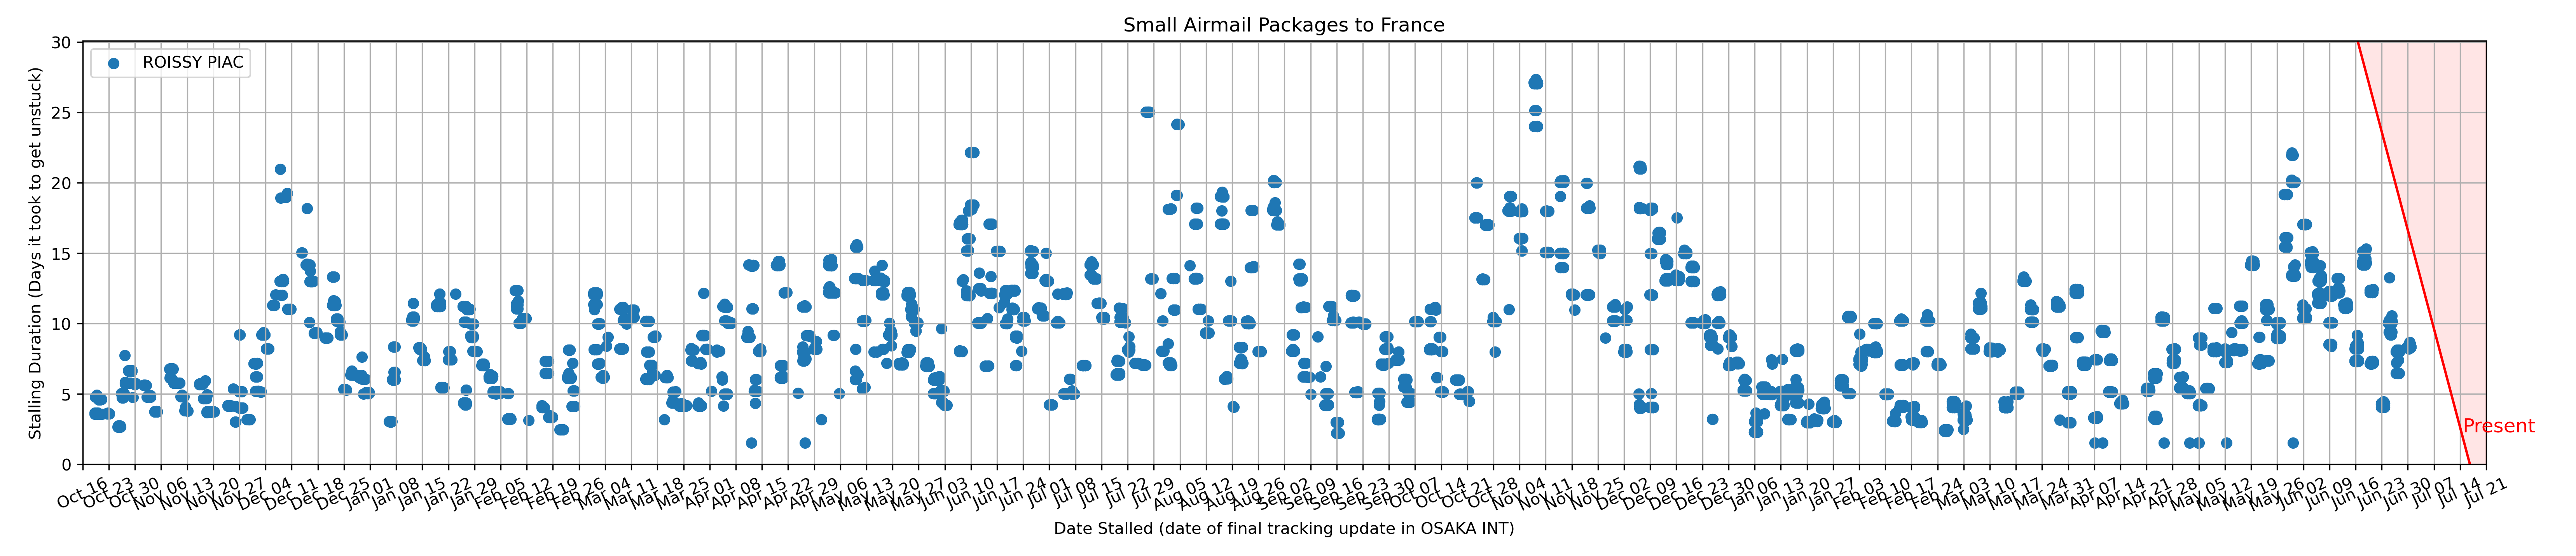 Small Airmail Packages to France
ROISSY PIAC
Stalling Duration (Days it took to get unstuck)
30
25
20
15
10
5
0
Present
Oct 16
Oct 23
Oct 30
Nov 06
Nov 13
Nov 20
Nov 27
Dec 04
Dec 11
Dec 18
Dec 25
Jan 01
Jan 08
Jan 15
Jan 22
Jan 29
Feb 05
Feb 12
Feb 19
Feb 26
Mar 04
Mar 11
Mar 18
Mar 25
Apr 01
Apr 08
Apr 15
Apr 22
Apr 29
May 06
May 13
May 20
May 27
Jun 03
Jun 10
Jun 17
Jun 24
Jul 01
Jul 08
Jul 15
Jul 22
Jul 29
Aug 05
Aug 12
Aug 19
Aug 26
Sep 02
Sep 09
Sep 16
Sep 23
Sep 30
Oct 07
Oct 14
Oct 21
Oct 28
Nov 04
Nov 11
Nov 18
Nov 25
Dec 02
Dec 09
Dec 16
Dec 23
Dec 30
Jan 06
Jan 13
Jan 20
Jan 27
Feb 03
Feb 10
Feb 17
Feb 24
Mar 03
Mar 10
Mar 17
Mar 24
Mar 31
Apr 07
Apr 14
Apr 21
Apr 28
May 05
May 12
May 19
May 26
Jun 02
Jun 09
Jun 16
Jun 23
Jun 30
Jul 07
Jul 14
Jul 21
Date Stalled (date of final tracking update in OSAKA INT)